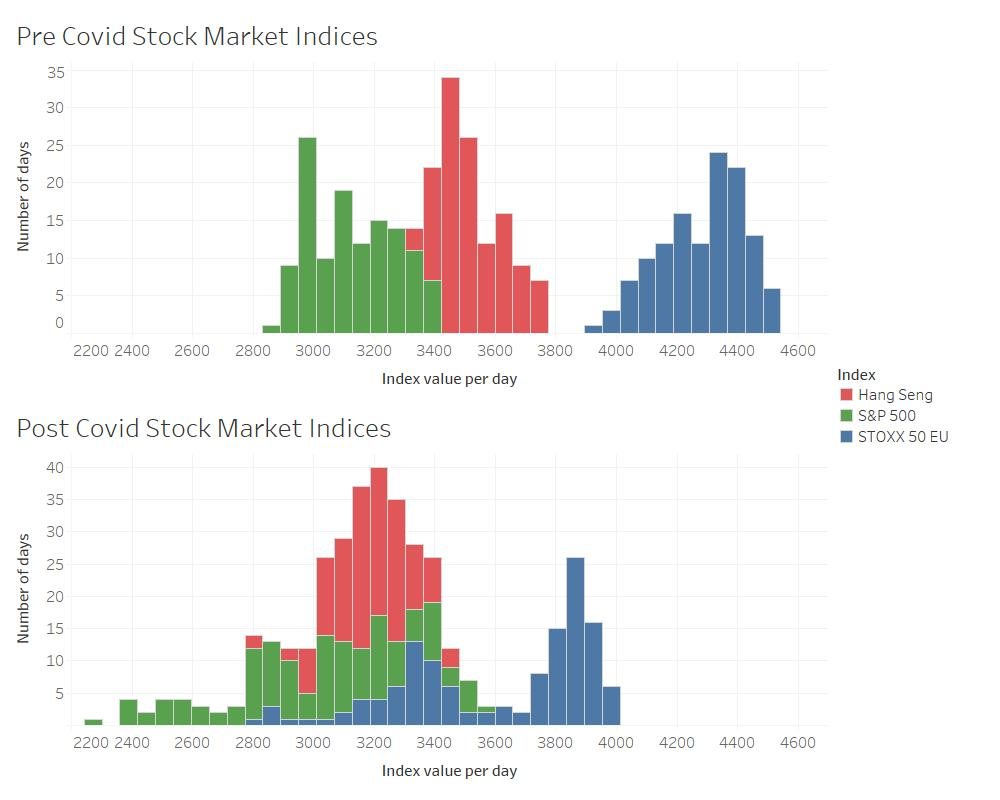 Pre Covid Stock Market Indices
35
30
25
20
15
10
5
0
Number of days
2200 2400 2600 2800 3000 3200 3400 3600 3800 4000 4200 4400 4600
Index value per day
Index
Hang Seng
S&P 500
STOXX 50 EU
Post Covid Stock Market Indices
40
35
30
25
20
15
10
5
Number of days
2200 2400 2600 2800 3000 3200 3400 3600 3800 4000 4200 4400 4600
Index value per day